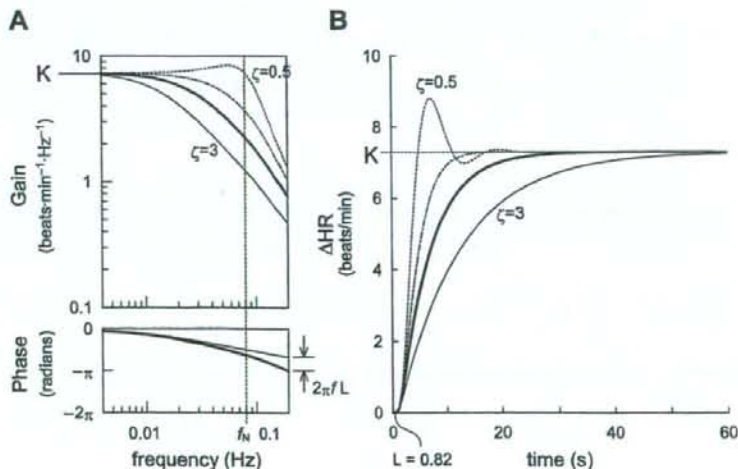 A
10
K
ζ=0.5
Gain
(beats·min⁻¹·Hz⁻¹)
1
ζ=3
0.1
0
Phase
(radians)
−π
2πf L
−2π
0.01
fN
0.1
frequency (Hz)
B
10
ζ=0.5
8
K
ΔHR
(beats/min)
6
ζ=3
4
2
0
0
20
40
60
L = 0.82
time (s)